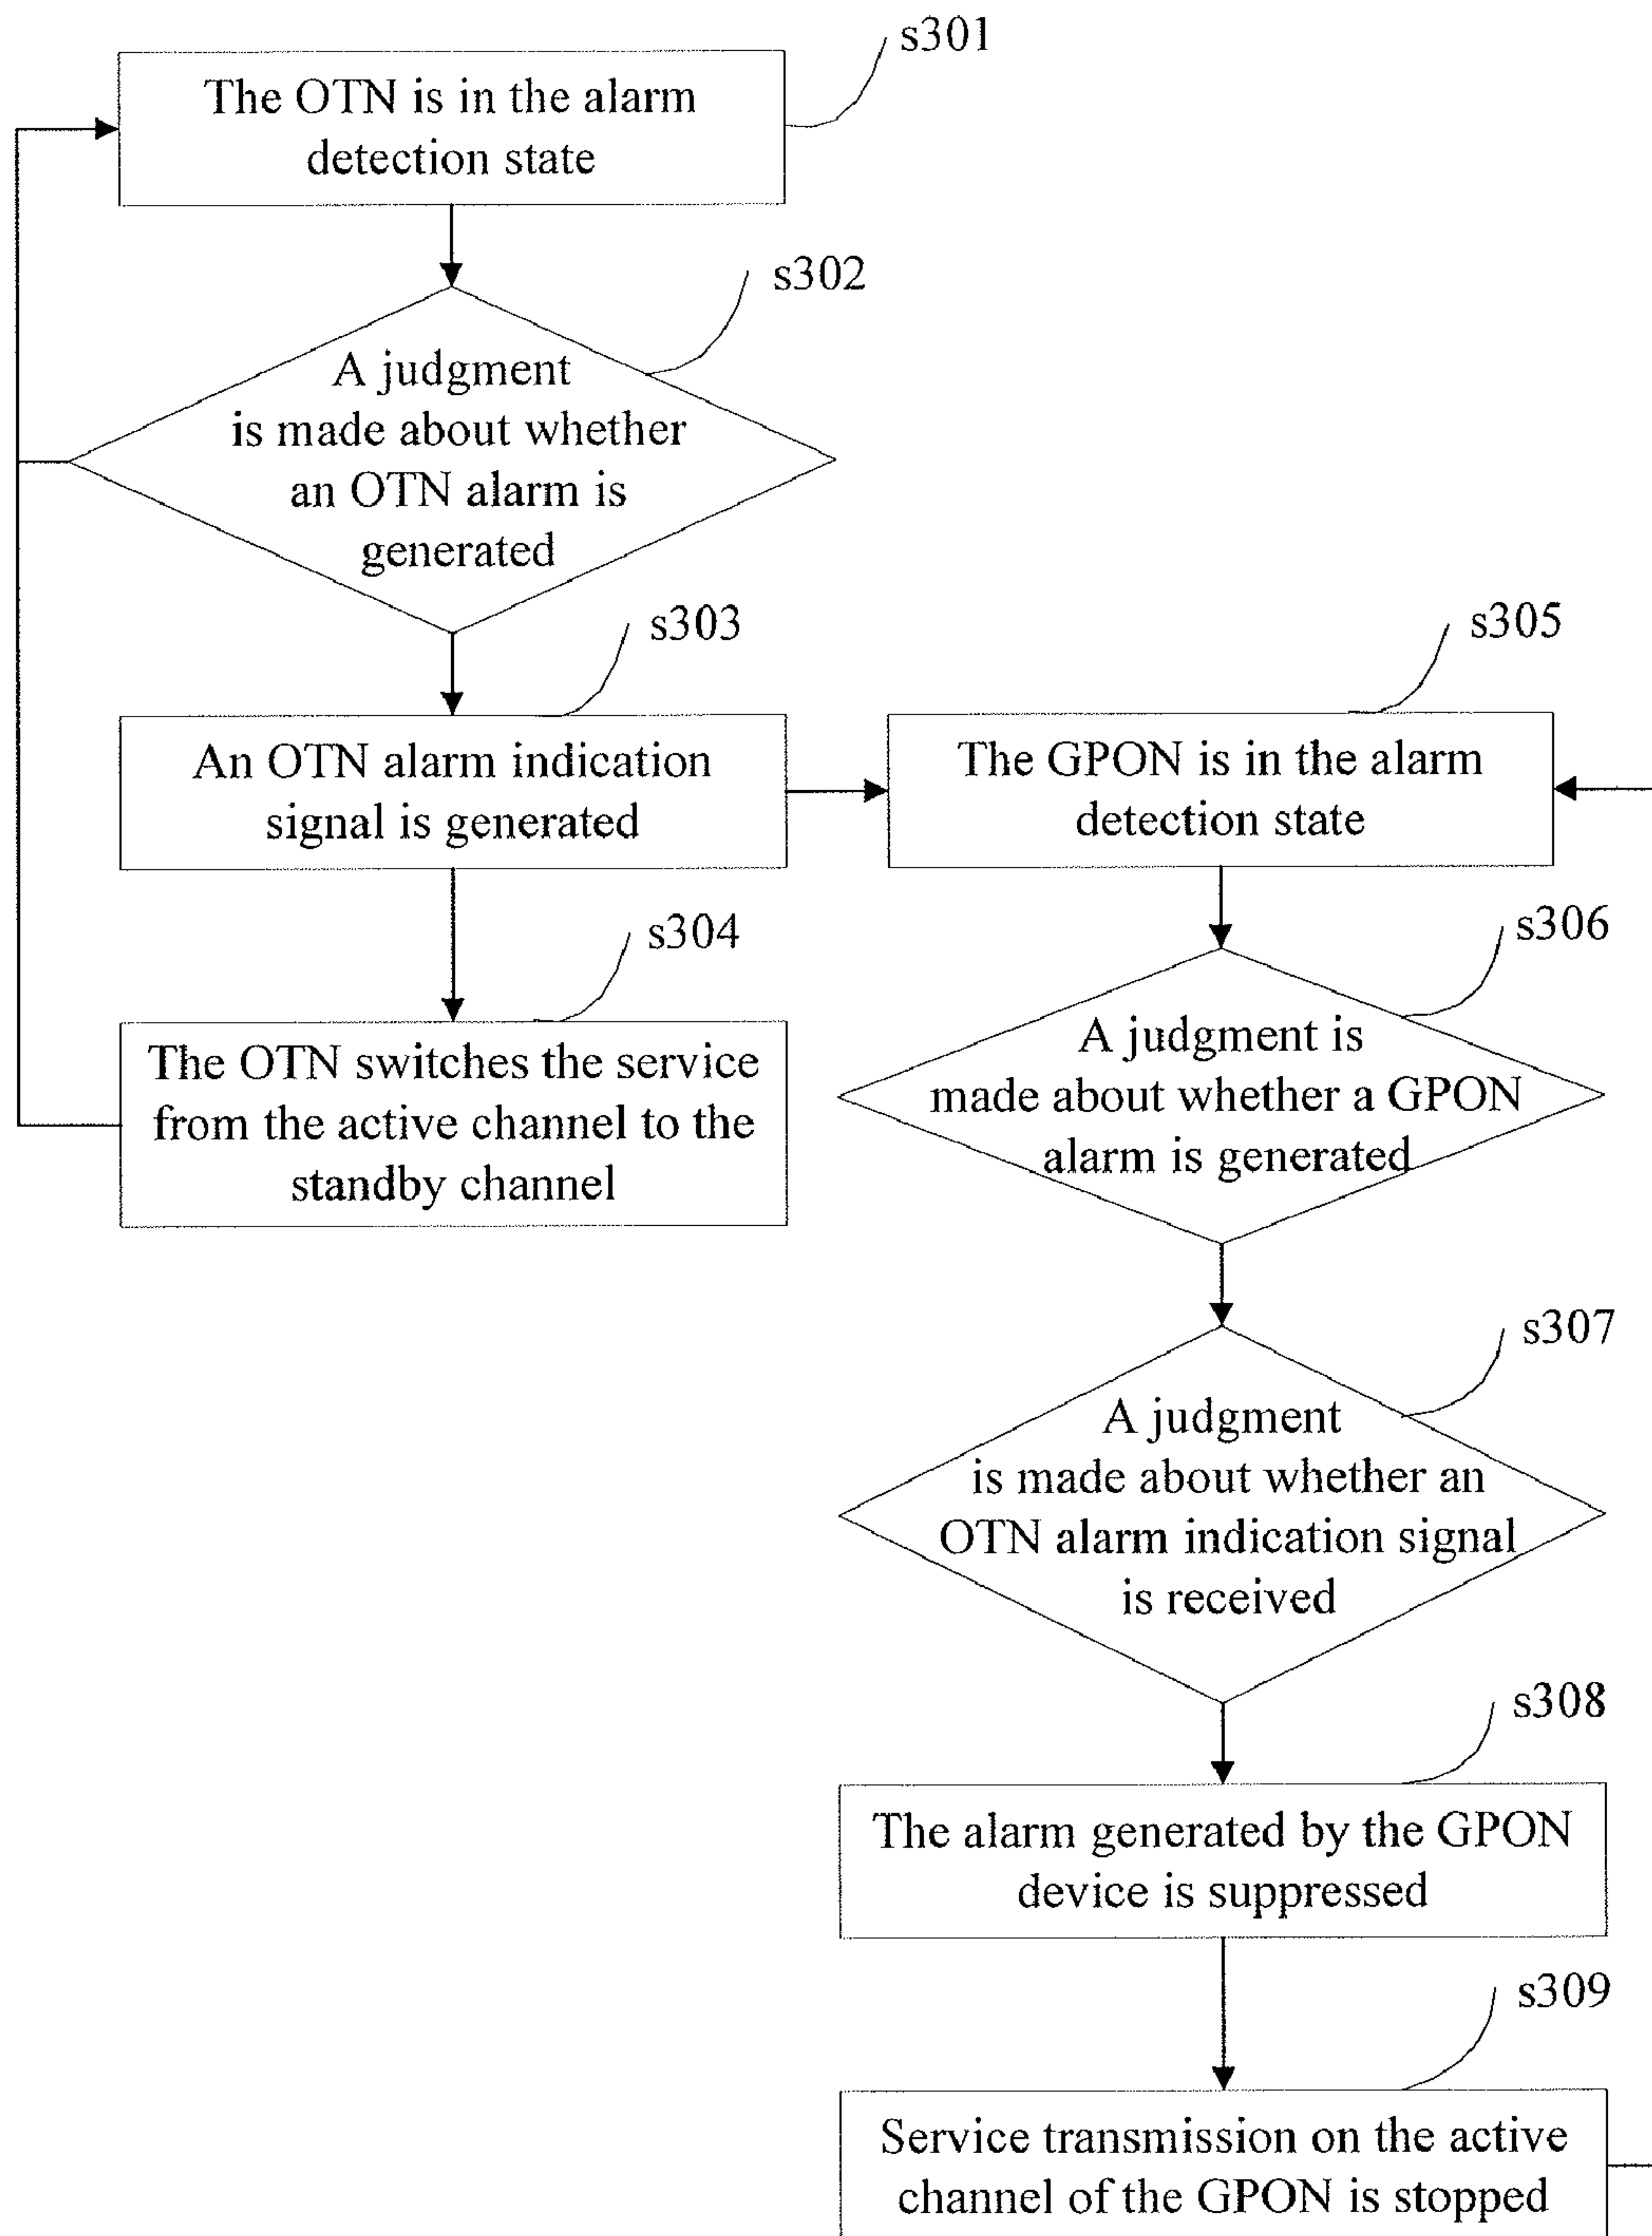 s301
The OTN is in the alarm
detection state
s302
A judgment
is made about whether
an OTN alarm is
generated
s303
An OTN alarm indication
signal is generated
s304
The OTN switches the service
from the active channel to the
standby channel
s305
The GPON is in the alarm
detection state
s306
A judgment is
made about whether a GPON
alarm is generated
s307
A judgment
is made about whether an
OTN alarm indication signal
is received
s308
The alarm generated by the GPON
device is suppressed
s309
Service transmission on the active
channel of the GPON is stopped